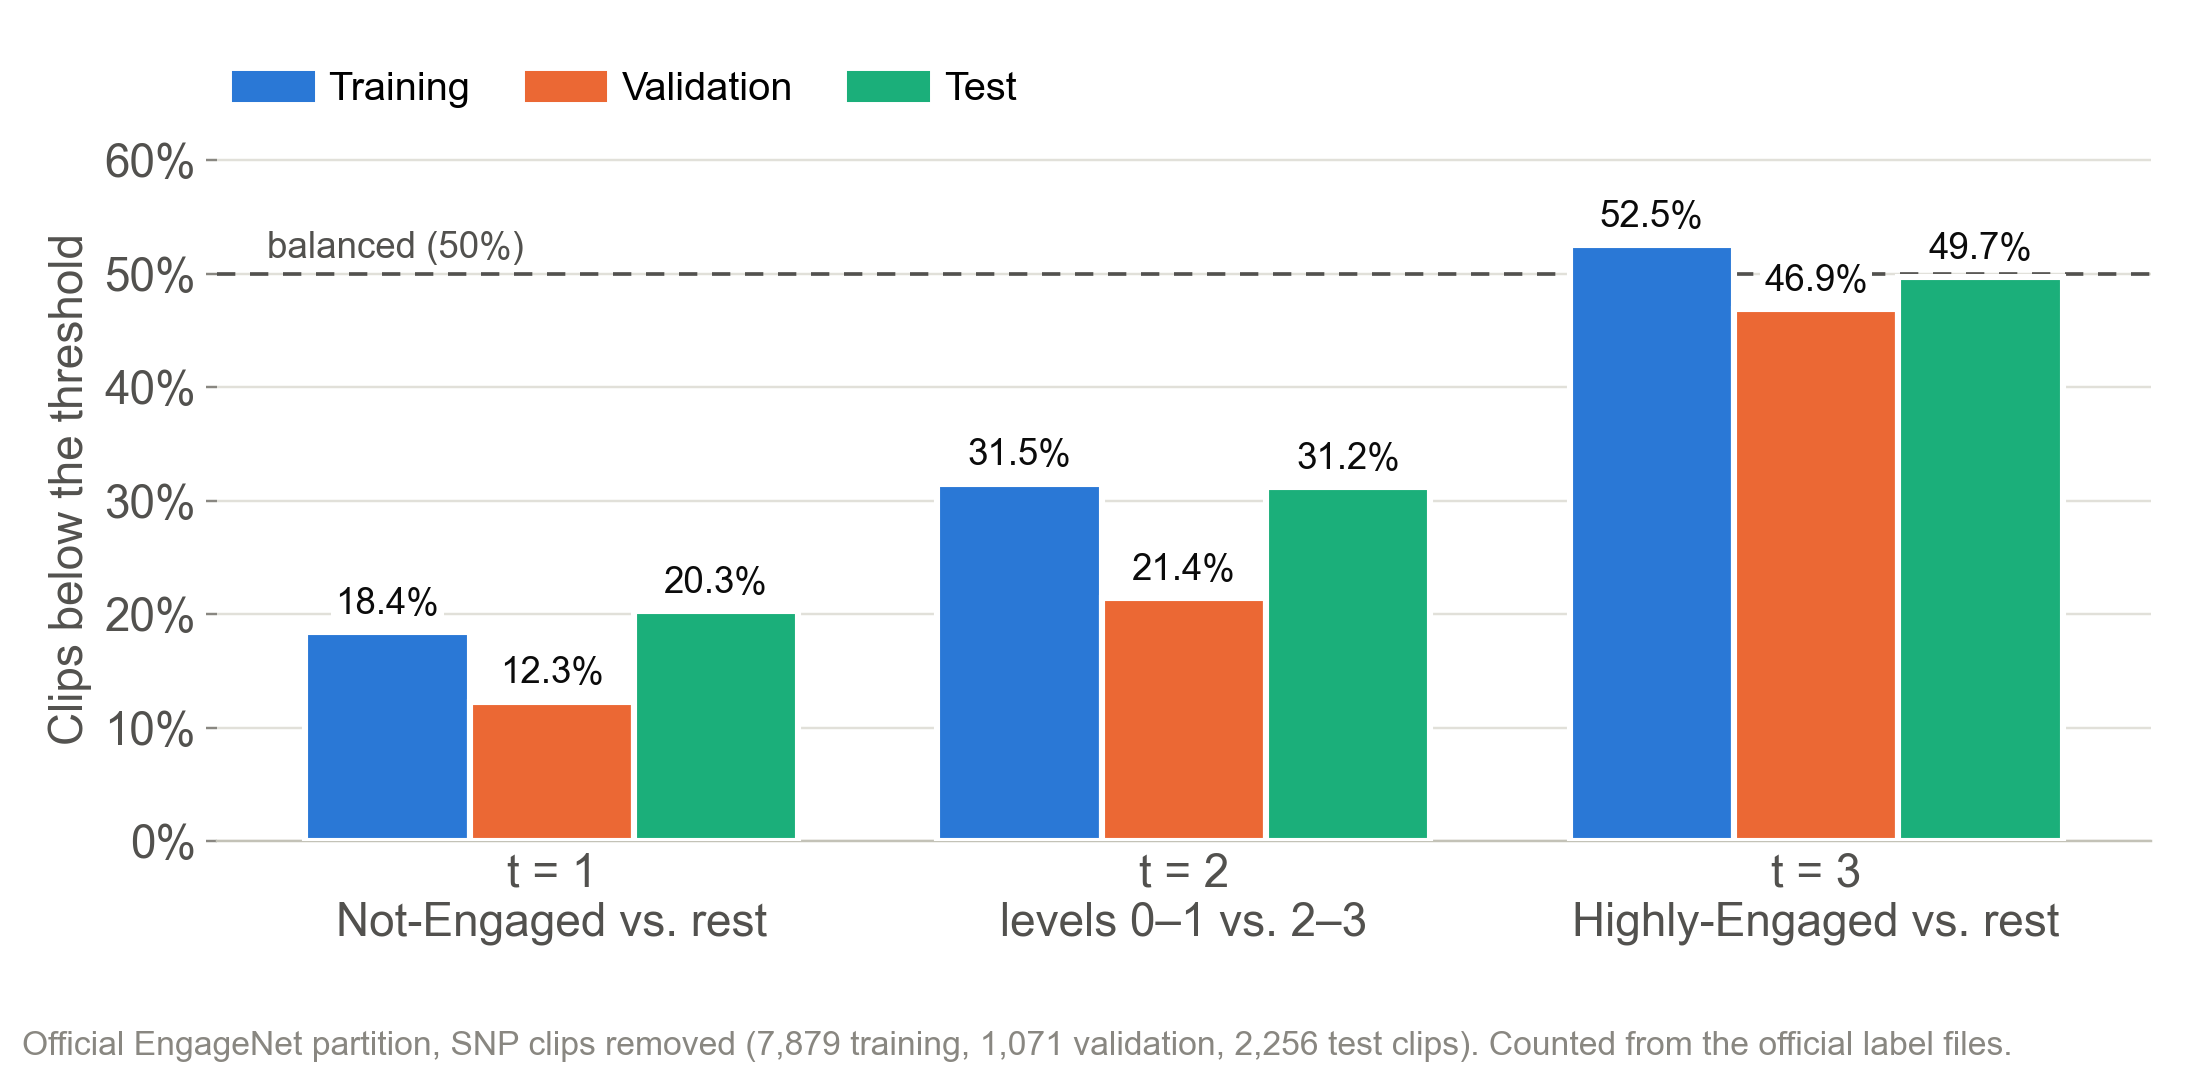 Training Validation Test
60%
50%
40%
30%
20%
10%
0%
Clips below the threshold
balanced (50%)
18.4% 12.3% 20.3%
31.5% 21.4% 31.2%
52.5% 46.9% 49.7%
t = 1 t = 2 t = 3
Not-Engaged vs. rest levels 0–1 vs. 2–3 Highly-Engaged vs. rest
Official EngageNet partition, SNP clips removed (7,879 training, 1,071 validation, 2,256 test clips). Counted from the official label files.